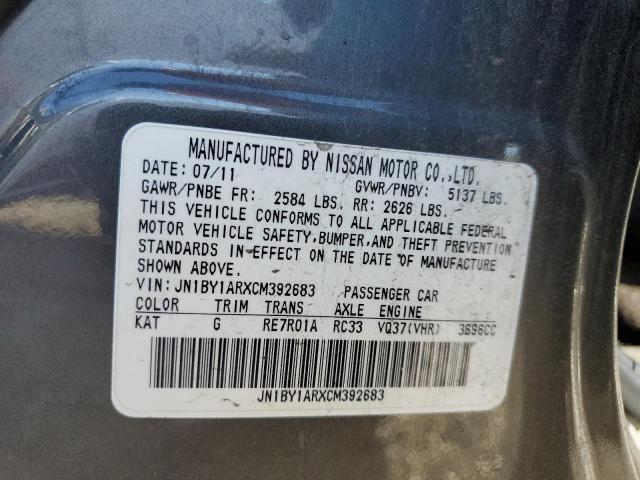 MANUFACTURED BY NISSAN MOTOR CO.,LTD.
DATE: 07/11 GVWR/PNBV: 5137 LBS.
GAWR/PNBE FR: 2584 LBS. RR: 2626 LBS.
THIS VEHICLE CONFORMS TO ALL APPLICABLE FEDERAL
MOTOR VEHICLE SAFETY,BUMPER,AND THEFT PREVENTION
STANDARDS IN EFFECT ON THE DATE OF MANUFACTURE
SHOWN ABOVE.
VIN:JN1BY1ARXCM392683 PASSENGER CAR
COLOR TRIM TRANS AXLE ENGINE
KAT G RE7R01A RC33 VQ37(VHR) 3696CC
JN1BY1ARXCM392683